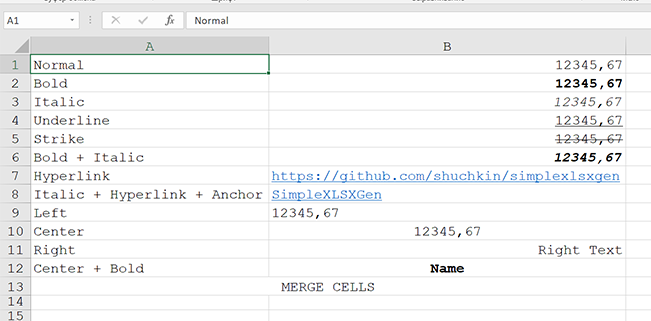 A1 fx Normal
A B
1 Normal 12345,67
2 Bold 12345,67
3 Italic 12345,67
4 Underline 12345,67
5 Strike 12345,67
6 Bold + Italic 12345,67
7 Hyperlink https://github.com/shuchkin/simplexlsxgen
8 Italic + Hyperlink + Anchor SimpleXLSXGen
9 Left 12345,67
10 Center 12345,67
11 Right Right Text
12 Center + Bold Name
13 MERGE CELLS
14
15